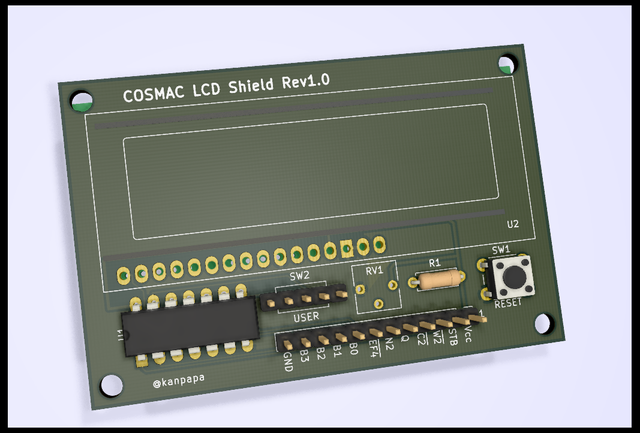 COSMAC LCD Shield Rev1.0
U2
SW1
R1
RV1
SW2
RESET
USER
1
U1
GND
B3
B2
B1
B0
EF4
N2
Q
C2
W2
STB
Vcc
@kanpapa